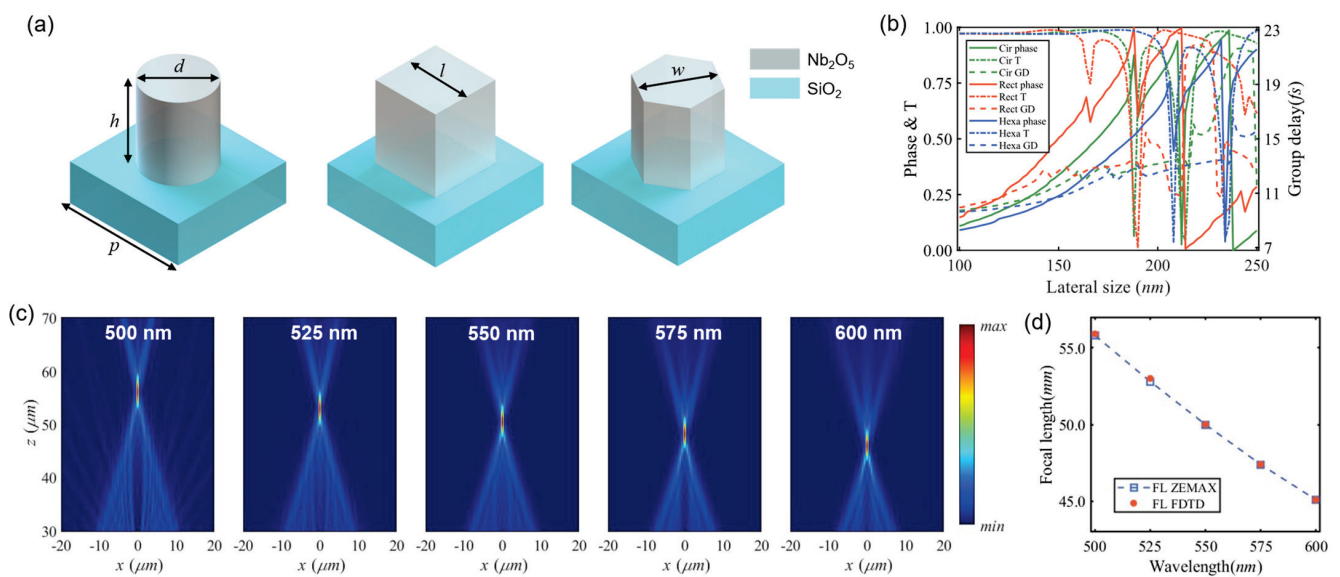 (a)
d
h
p
l
w
Nb₂O₅
SiO₂
(b)
Phase & T
1.00
0.75
0.50
0.25
0.00
Cir phase
Cir T
Cir GD
Rect phase
Rect T
Rect GD
Hexa phase
Hexa T
Hexa GD
23
19
15
11
7
Group delay(fs)
100 150 200 250
Lateral size (nm)
(c)
500 nm 525 nm 550 nm 575 nm 600 nm
z (μm)
70
60
50
40
30
-20 -10 0 10 20
-20 -10 0 10 20
-20 -10 0 10 20
-20 -10 0 10 20
-20 -10 0 10 20
x (μm) x (μm) x (μm) x (μm) x (μm)
max
min
(d)
Focal length(mm)
55.0
50.0
45.0
FL ZEMAX
FL FDTD
500 525 550 575 600
Wavelength(nm)